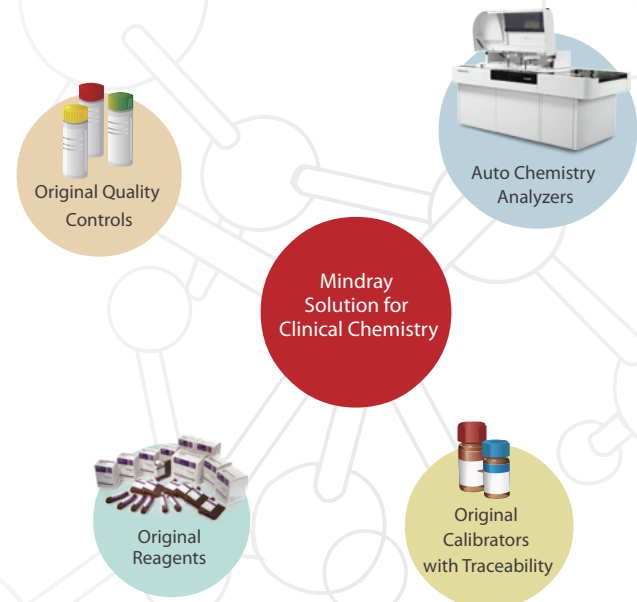 Original Quality
Controls
Auto Chemistry
Analyzers
Mindray
Solution for
Clinical Chemistry
Original
Reagents
Original
Calibrators
with Traceability